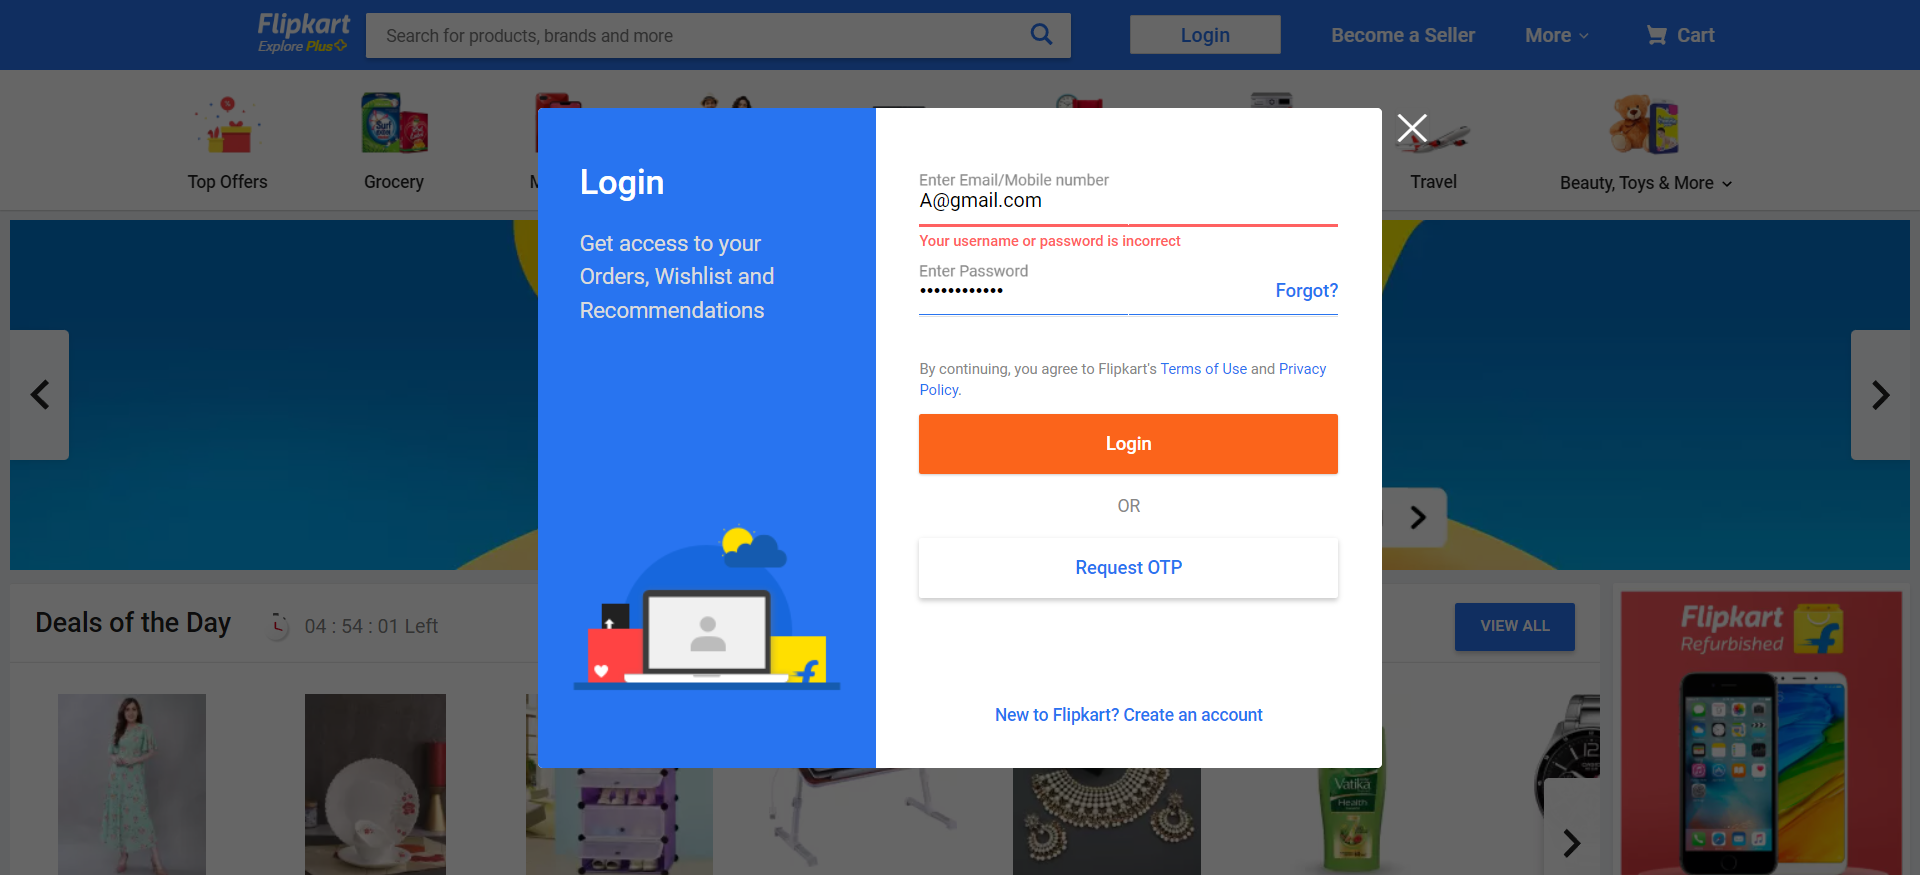 Flipkart
Explore Plus
Search for products, brands and more
Login
Become a Seller
More
Cart
Top Offers
Grocery
M
Travel
Beauty, Toys & More
Login
Get access to your
Orders, Wishlist and
Recommendations
Enter Email/Mobile number
A@gmail.com
Your username or password is incorrect
Enter Password
••••••••••••
Forgot?
By continuing, you agree to Flipkart's Terms of Use and Privacy
Policy.
Login
OR
Request OTP
New to Flipkart? Create an account
Deals of the Day
04 : 54 : 01 Left
VIEW ALL
Flipkart
Refurbished
Vatika
Health